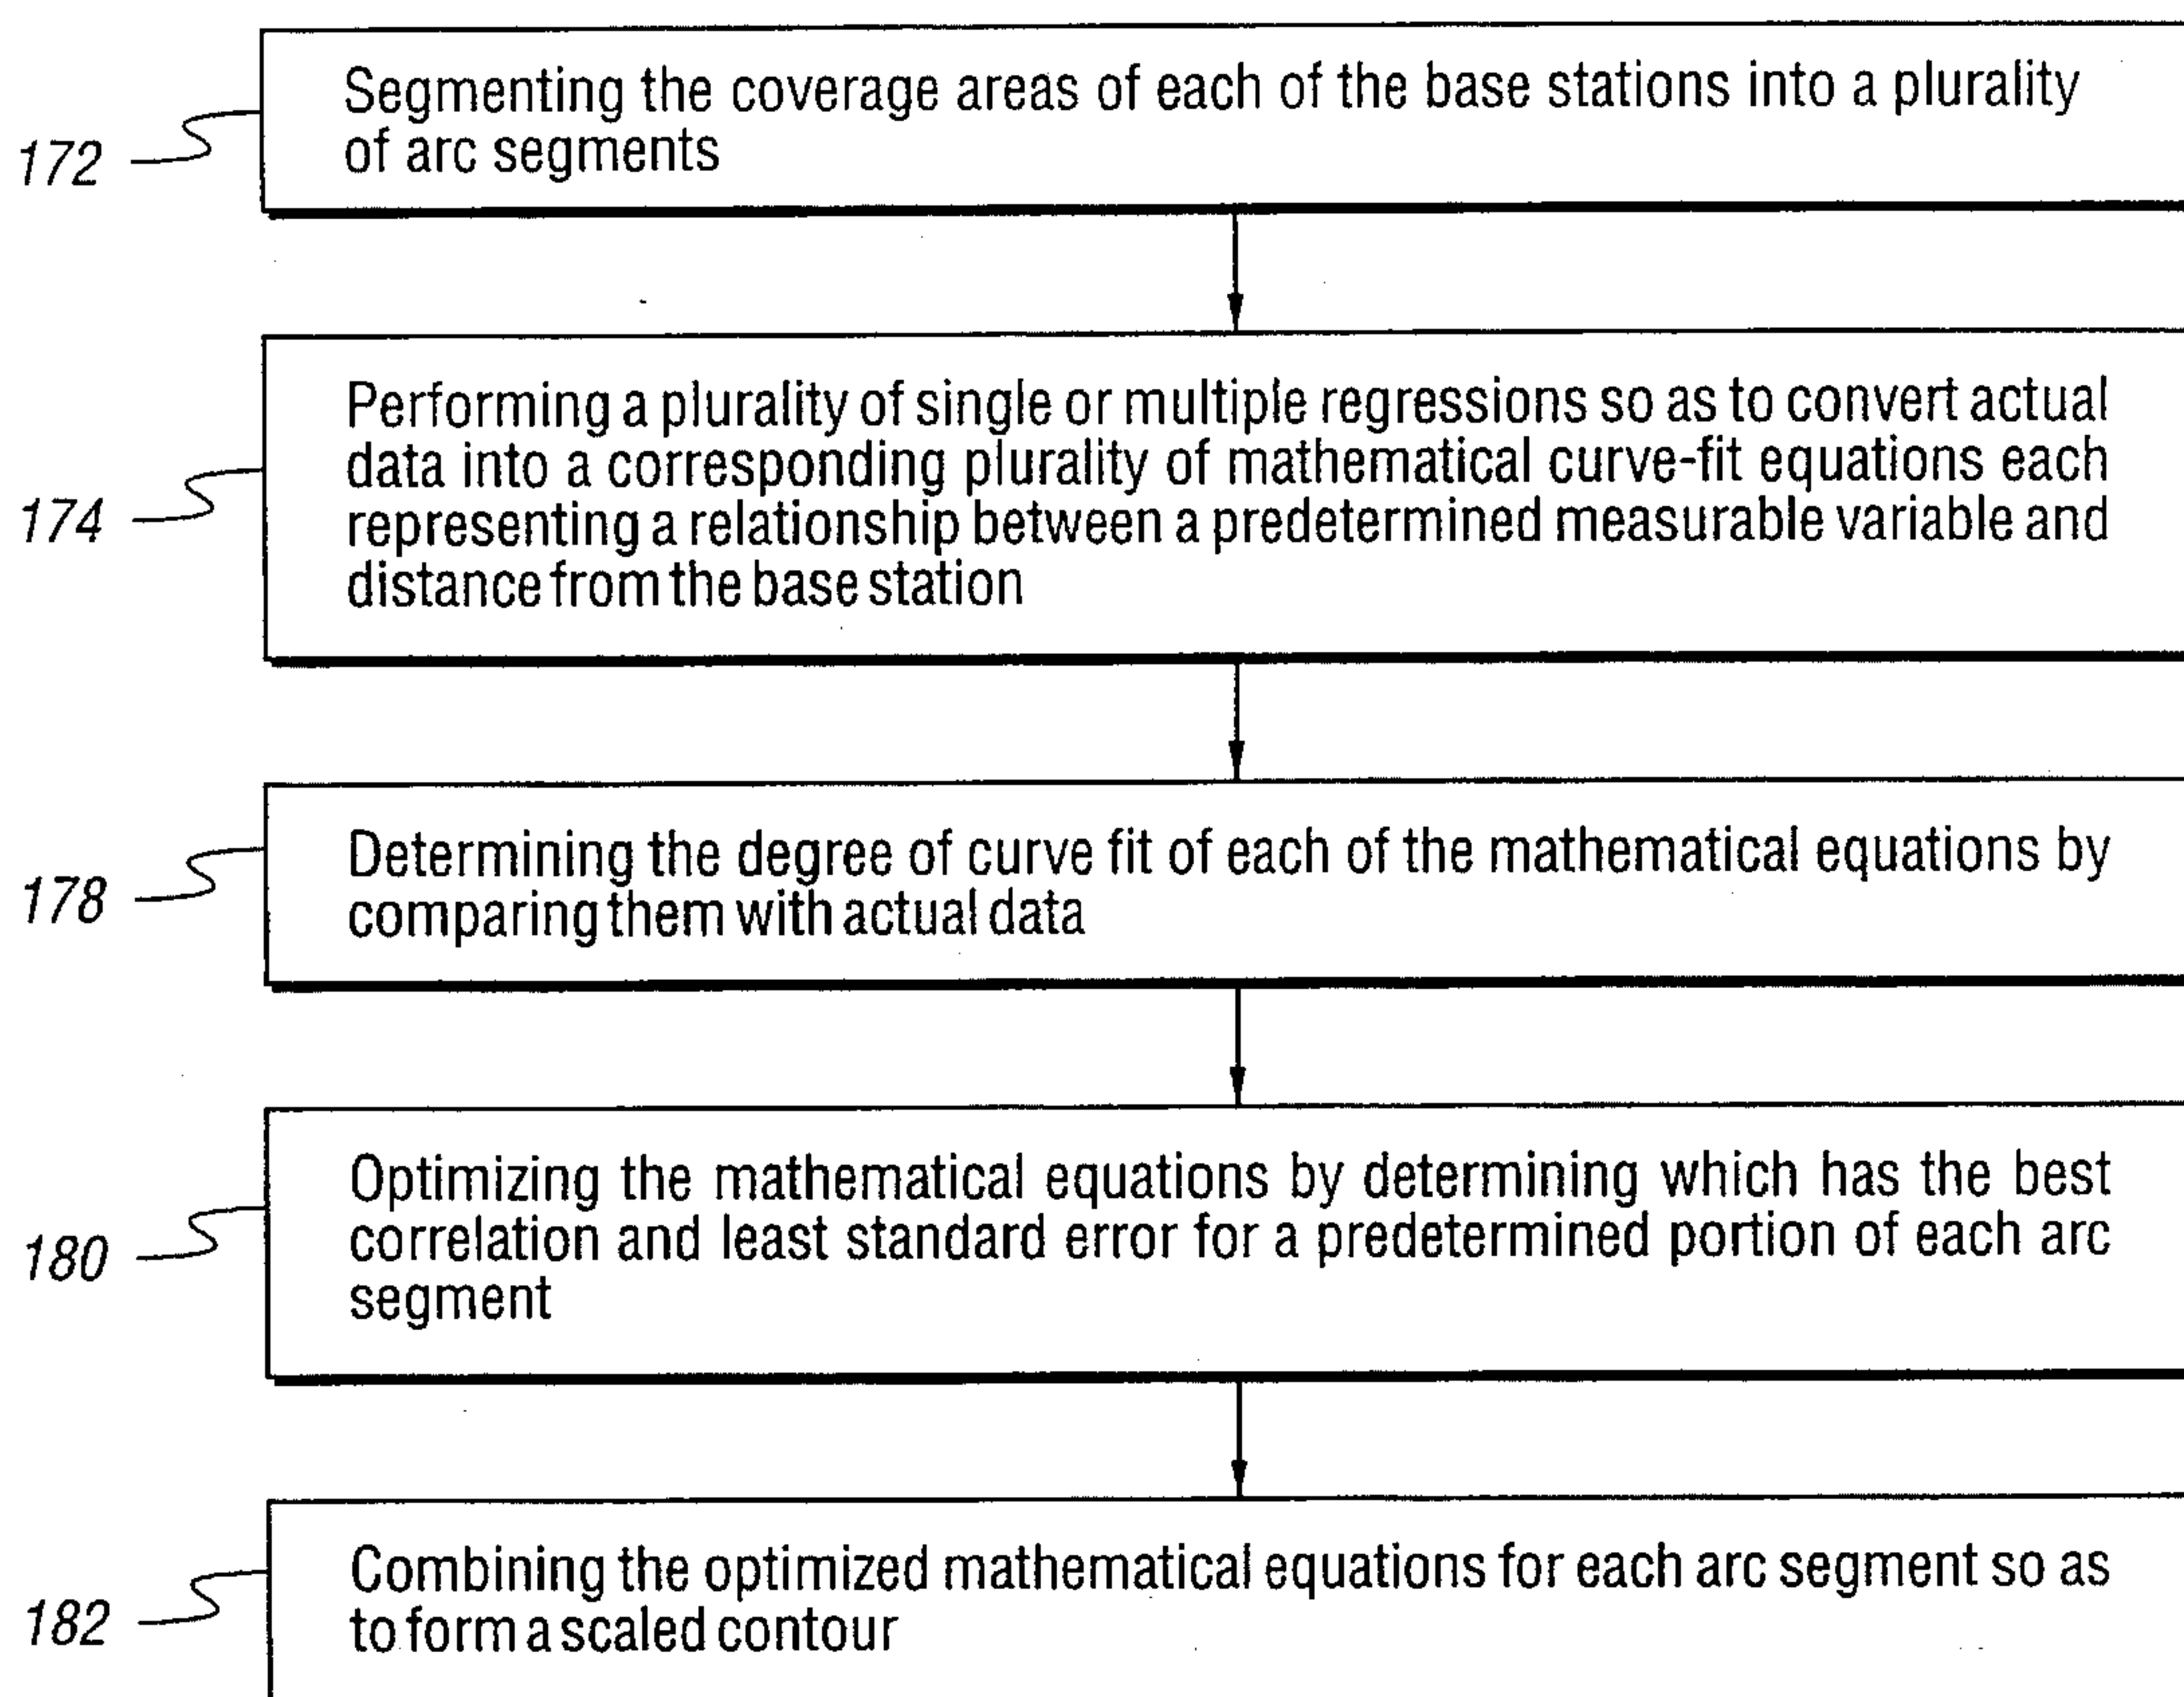 Segmenting the coverage areas of each of the base stations into a plurality
of arc segments
172
Performing a plurality of single or multiple regressions so as to convert actual
data into a corresponding plurality of mathematical curve-fit equations each
representing a relationship between a predetermined measurable variable and
distance from the base station
174
Determining the degree of curve fit of each of the mathematical equations by
comparing them with actual data
178
Optimizing the mathematical equations by determining which has the best
correlation and least standard error for a predetermined portion of each arc
segment
180
Combining the optimized mathematical equations for each arc segment so as
to form a scaled contour
182